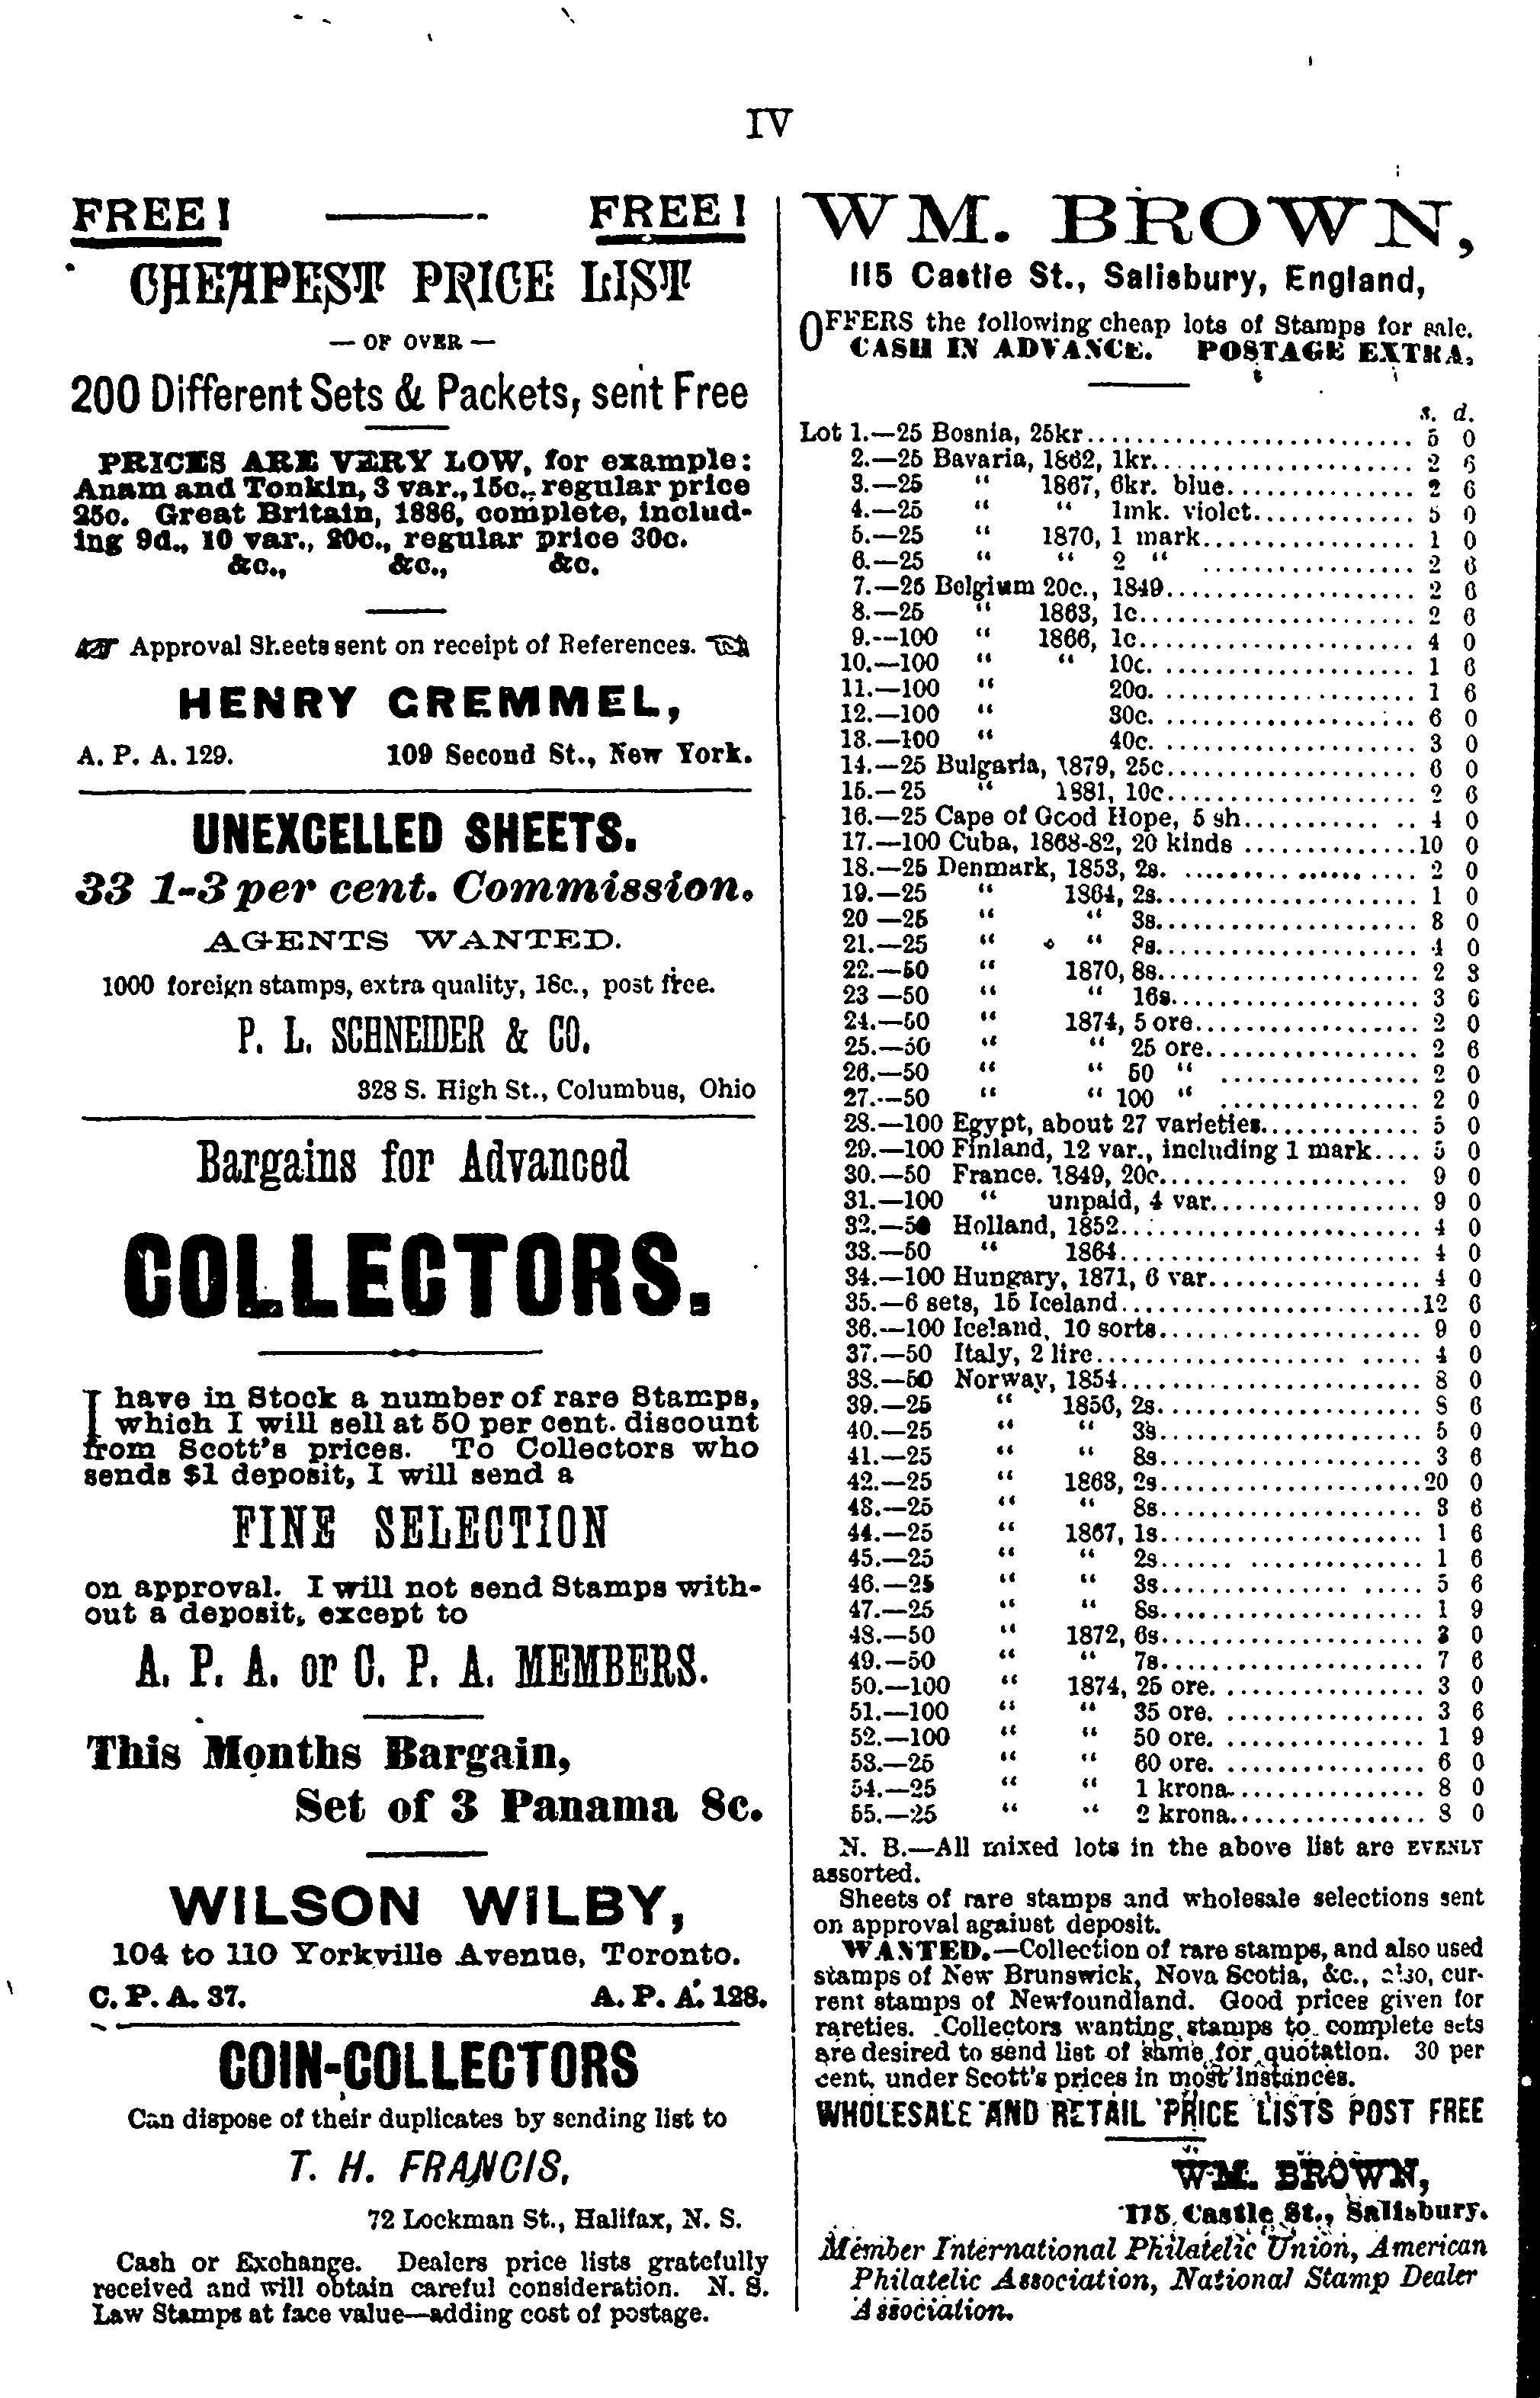 IV
FREE! FREE!
CHEAPEST PRICE LIST
— OF OVER —
200 Different Sets & Packets, sent Free
PRICES ARE VERY LOW, for example:
Anam and Tonkin, 3 var., 15c., regular price
25c. Great Britain, 1886, complete, includ-
ing 9d., 10 var., 20c., regular price 30c.
&c., &c., &c.
Approval Sheets sent on receipt of References.
HENRY GREMMEL,
A. P. A. 129. 109 Second St., New York.
UNEXCELLED SHEETS.
33 1-3 per cent. Commission.
AGENTS WANTED.
1000 foreign stamps, extra quality, 18c., post free.
P. L. SCHNEIDER & CO.
328 S. High St., Columbus, Ohio
Bargains for Advanced
COLLECTORS.
I have in Stock a number of rare Stamps,
which I will sell at 50 per cent. discount
from Scott's prices. To Collectors who
sends $1 deposit, I will send a
FINE SELECTION
on approval. I will not send Stamps with-
out a deposit, except to
A. P. A. or C. P. A. MEMBERS.
This Months Bargain,
Set of 3 Panama 8c.
WILSON WILBY,
104 to 110 Yorkville Avenue, Toronto.
C. P. A. 37. A. P. A. 128.
COIN-COLLECTORS
Can dispose of their duplicates by sending list to
T. H. FRANCIS,
72 Lockman St., Halifax, N. S.
Cash or Exchange. Dealers price lists gratefully
received and will obtain careful consideration. N. S.
Law Stamps at face value—adding cost of postage.
WM. BROWN,
115 Castle St., Salisbury, England,
OFFERS the following cheap lots of Stamps for sale.
CASH IN ADVANCE. POSTAGE EXTRA.
s. d.
Lot 1.—25 Bosnia, 25kr. 5 0
2.—25 Bavaria, 1862, 1kr. 2 6
3.—25 " 1867, 6kr. blue. 2 6
4.—25 " " 1mk. violet. 5 0
5.—25 " 1870, 1 mark. 1 0
6.—25 " " 2 " 2 6
7.—25 Belgium 20c., 1849. 2 6
8.—25 " 1863, 1c. 2 6
9.—100 " 1866, 1c. 4 0
10.—100 " " 10c. 1 6
11.—100 " 20c. 1 6
12.—100 " 30c. 6 0
13.—100 " 40c. 3 0
14.—25 Bulgaria, 1879, 25c. 6 0
15.—25 " 1881, 10c. 2 6
16.—25 Cape of Good Hope, 5 sh. 4 0
17.—100 Cuba, 1868-82, 20 kinds 10 0
18.—25 Denmark, 1853, 2s. 2 0
19.—25 " 1864, 2s. 1 0
20 —25 " " 3s. 8 0
21.—25 " " 8s. 4 0
22.—50 " 1870, 8s. 2 3
23 —50 " " 16s. 3 6
24.—50 " 1874, 5 ore. 2 0
25.—50 " " 25 ore. 2 6
26.—50 " " 50 " 2 0
27.—50 " " 100 " 2 0
28.—100 Egypt, about 27 varieties. 5 0
29.—100 Finland, 12 var., including 1 mark. 5 0
30.—50 France. 1849, 20c. 9 0
31.—100 " unpaid, 4 var. 9 0
32.—50 Holland, 1852. 4 0
33.—50 " 1864. 4 0
34.—100 Hungary, 1871, 6 var. 4 0
35.—6 sets, 15 Iceland. 12 6
36.—100 Iceland, 10 sorts. 9 0
37.—50 Italy, 2 lire. 4 0
38.—50 Norway, 1854. 8 0
39.—25 " 1856, 2s. 8 6
40.—25 " " 3s. 5 0
41.—25 " " 8s. 3 6
42.—25 " 1863, 2s. 20 0
43.—25 " " 8s. 3 6
44.—25 " 1867, 1s. 1 6
45.—25 " " 2s. 1 6
46.—25 " " 3s. 5 6
47.—25 " " 8s. 1 9
48.—50 " 1872, 6s. 3 0
49.—50 " " 7s. 7 6
50.—100 " 1874, 25 ore. 3 0
51.—100 " " 35 ore. 3 6
52.—100 " " 50 ore. 1 9
53.—25 " " 60 ore. 6 0
54.—25 " " 1 krona. 8 0
55.—25 " " 2 krona. 8 0
N. B.—All mixed lots in the above list are EVENLY
assorted.
Sheets of rare stamps and wholesale selections sent
on approval against deposit.
WANTED.—Collection of rare stamps, and also used
stamps of New Brunswick, Nova Scotia, &c., also, cur-
rent stamps of Newfoundland. Good prices given for
rareties. Collectors wanting stamps to complete sets
are desired to send list of same for quotation. 30 per
cent. under Scott's prices in most instances.
WHOLESALE AND RETAIL PRICE LISTS POST FREE
WM. BROWN,
115 Castle St., Salisbury.
Member International Philatelic Union, American
Philatelic Association, National Stamp Dealer
Association.